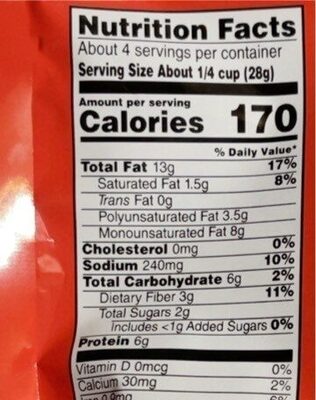 Nutrition Facts
About 4 servings per container
Serving Size About 1/4 cup (28g)
Amount per serving
Calories 170
% Daily Value*
Total Fat 13g 17%
Saturated Fat 1.5g 8%
Trans Fat 0g
Polyunsaturated Fat 3.5g
Monounsaturated Fat 8g
Cholesterol 0mg 0%
Sodium 240mg 10%
Total Carbohydrate 6g 2%
Dietary Fiber 3g 11%
Total Sugars 2g
Includes <1g Added Sugars 0%
Protein 6g
Vitamin D 0mcg 0%
Calcium 30mg 2%